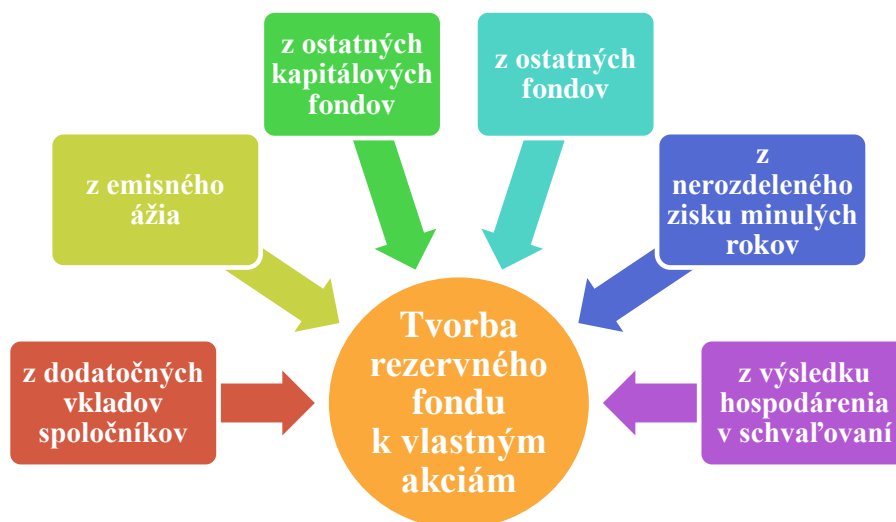 z ostatných
kapitálových
fondov
z ostatných
fondov
z emisného
ážia
z
nerozdeleného
zisku minulých
rokov
Tvorba
rezervného
fondu
k vlastným
akciám
z dodatočných
vkladov
spoločníkov
z výsledku
hospodárenia
v schvaľovaní